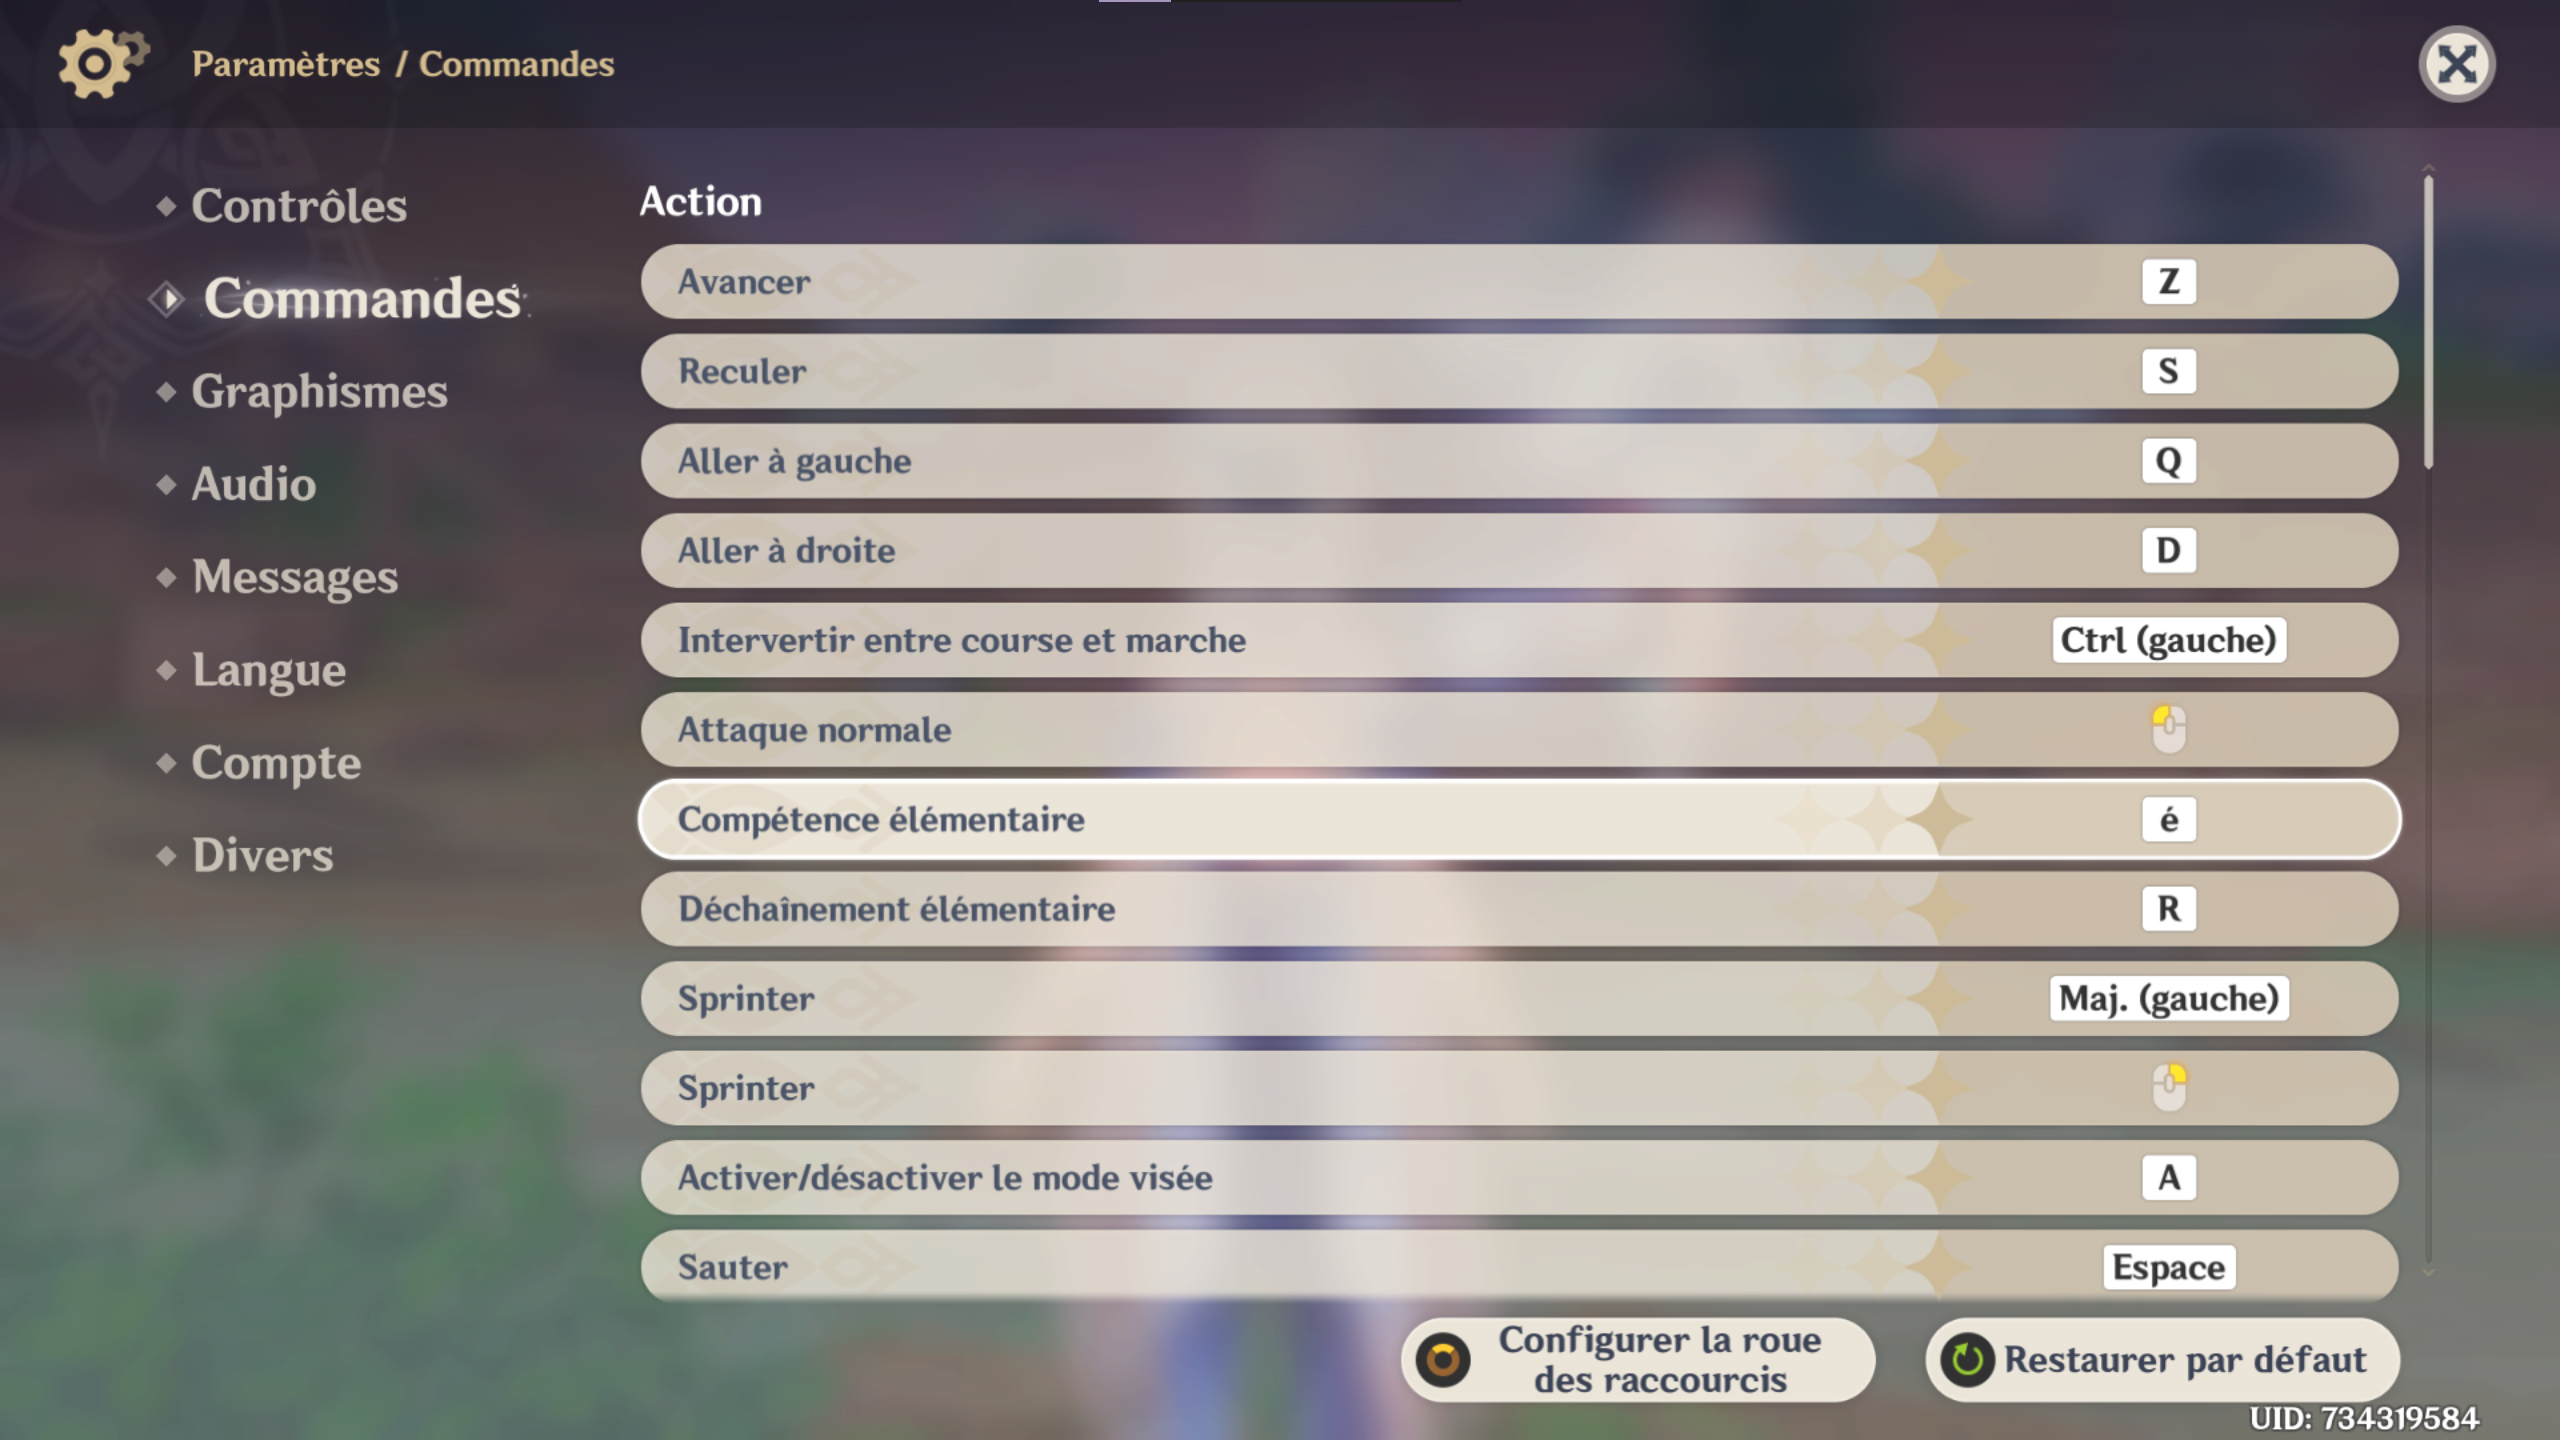 Paramètres / Commandes
Contrôles
Commandes
Graphismes
Audio
Messages
Langue
Compte
Divers
Action
Avancer Z
Reculer S
Aller à gauche Q
Aller à droite D
Intervertir entre course et marche Ctrl (gauche)
Attaque normale
Compétence élémentaire é
Déchaînement élémentaire R
Sprinter Maj. (gauche)
Sprinter
Activer/désactiver le mode visée A
Sauter Espace
Configurer la roue
des raccourcis
Restaurer par défaut
UID: 734319584